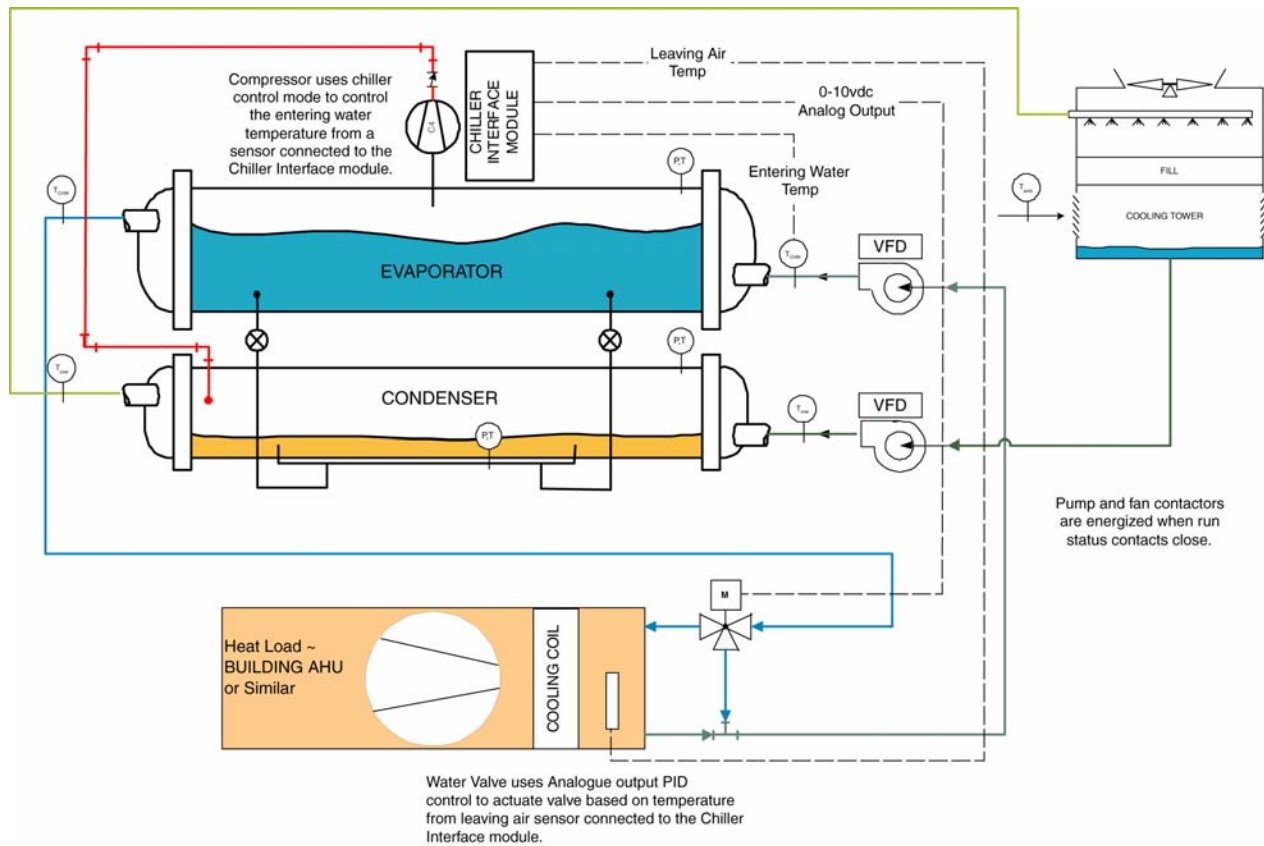 Compressor uses chiller
control mode to control
the entering water
temperature from a
sensor connected to the
Chiller Interface module.
C4
CHILLER
INTERFACE
MODULE
Leaving Air
Temp
0-10vdc
Analog Output
Entering Water
Temp
P,T
EVAPORATOR
VFD
FILL
COOLING TOWER
P,T
CONDENSER
P,T
VFD
Pump and fan contactors
are energized when run
status contacts close.
M
Heat Load ~
BUILDING AHU
or Similar
COOLING COIL
Water Valve uses Analogue output PID
control to actuate valve based on temperature
from leaving air sensor connected to the Chiller
Interface module.